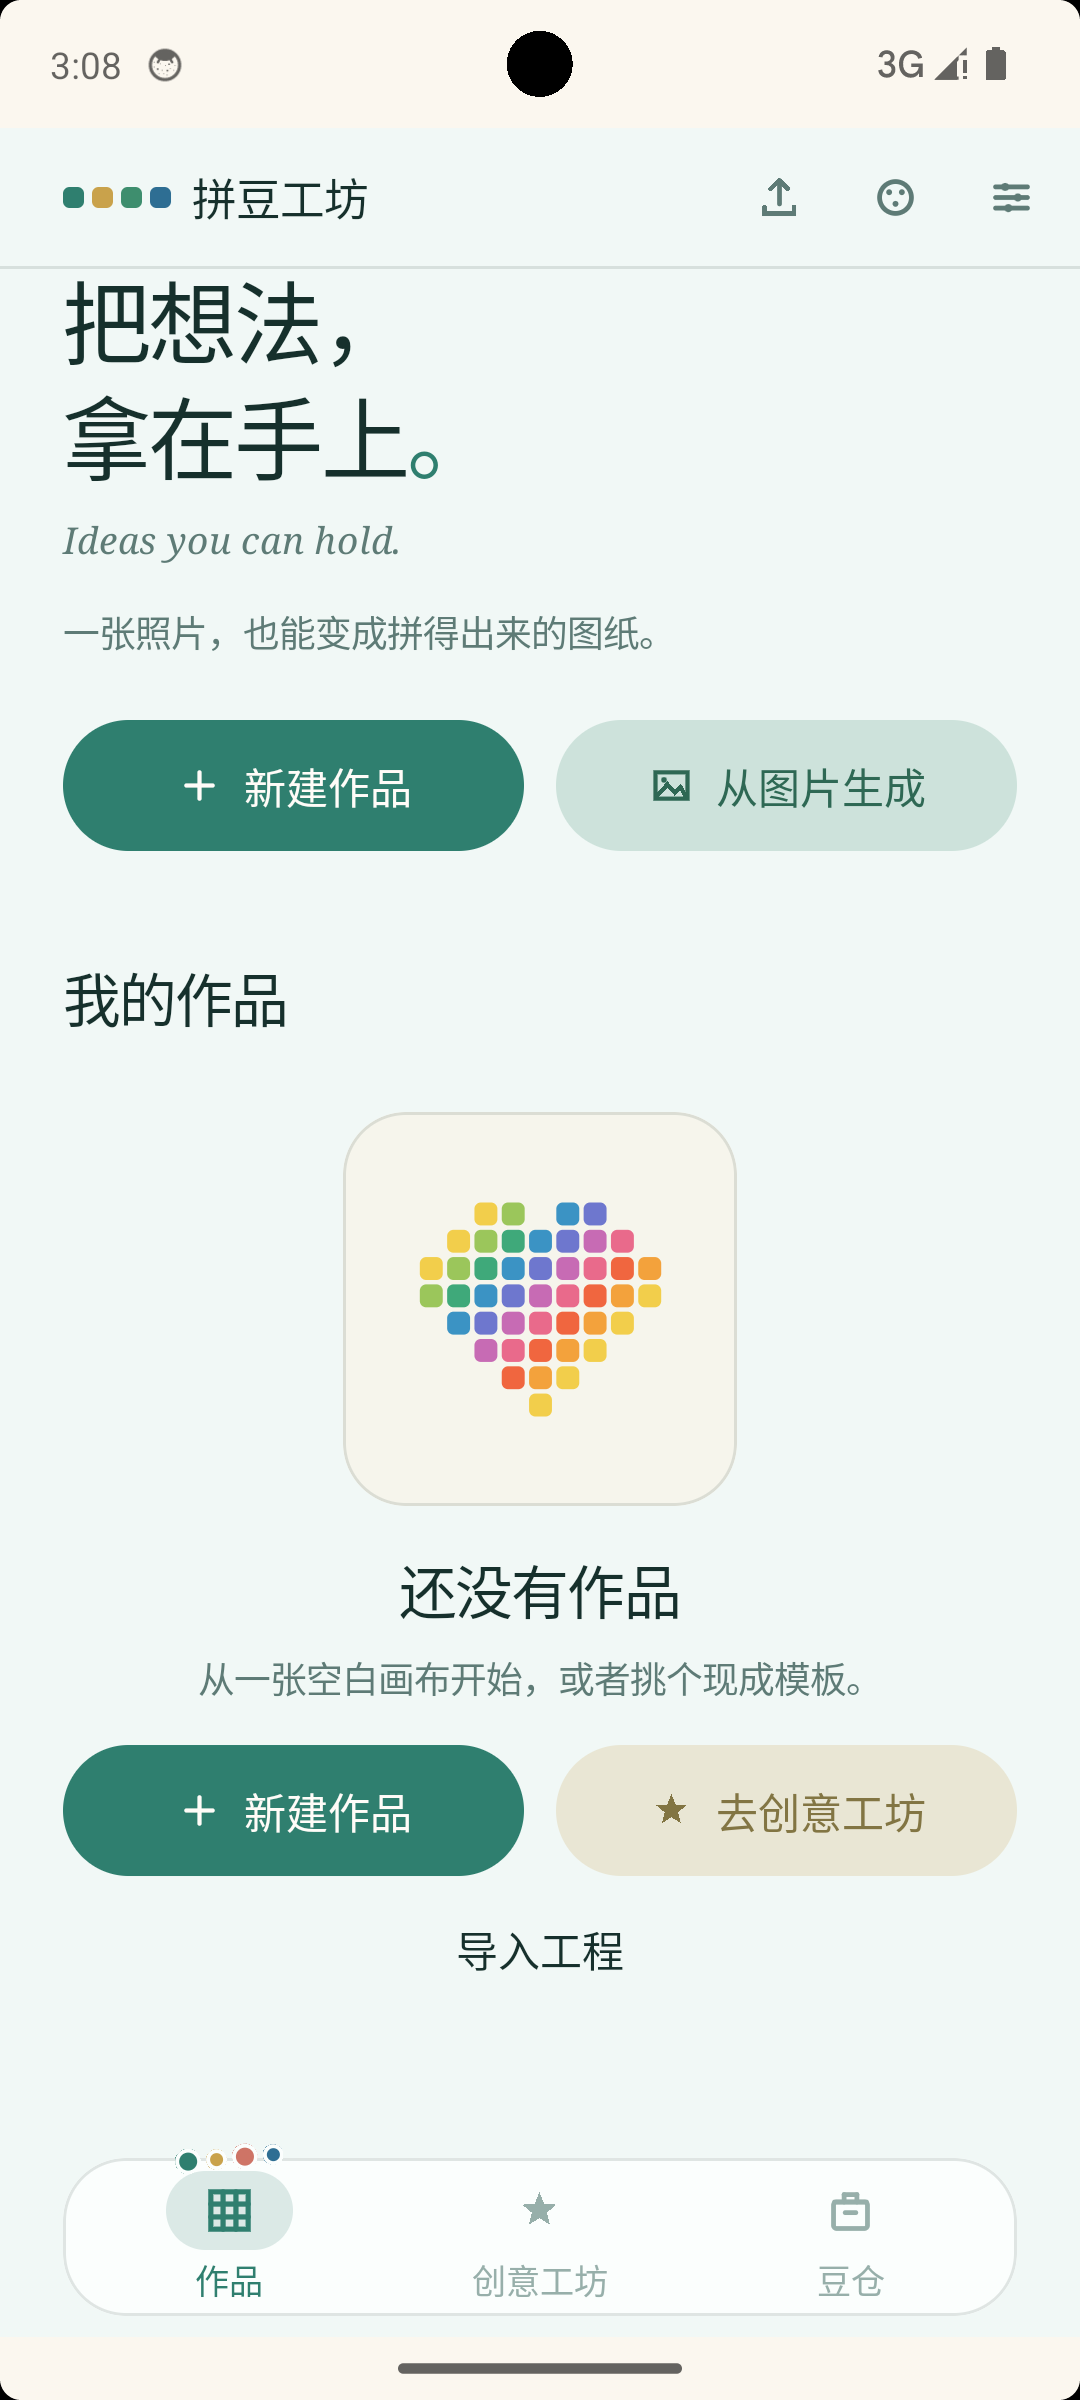 3:08
3G
拼豆工坊
把想法，
拿在手上。
Ideas you can hold.
一张照片，也能变成拼得出来的图纸。
新建作品
从图片生成
我的作品
还没有作品
从一张空白画布开始，或者挑个现成模板。
新建作品
去创意工坊
导入工程
作品
创意工坊
豆仓